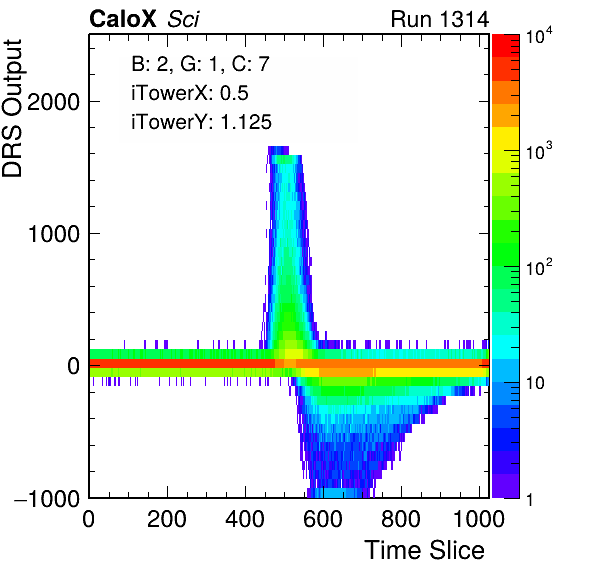 CaloX Sci Run 1314
B: 2, G: 1, C: 7
iTowerX: 0.5
iTowerY: 1.125
DRS Output
2000
1000
0
−1000
0 200 400 600 800 1000
Time Slice
10^4
10^3
10^2
10
1